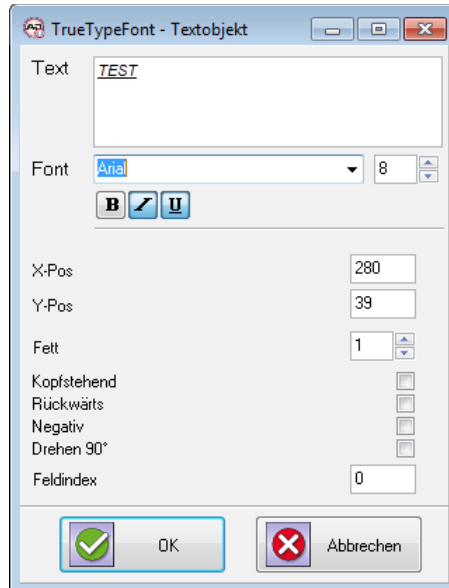 TrueTypeFont - Textobjekt
Text TEST
Font Arial 8
B I U
X-Pos 280
Y-Pos 39
Fett 1
Kopfstehend
Rückwärts
Negativ
Drehen 90°
Feldindex 0
OK Abbrechen